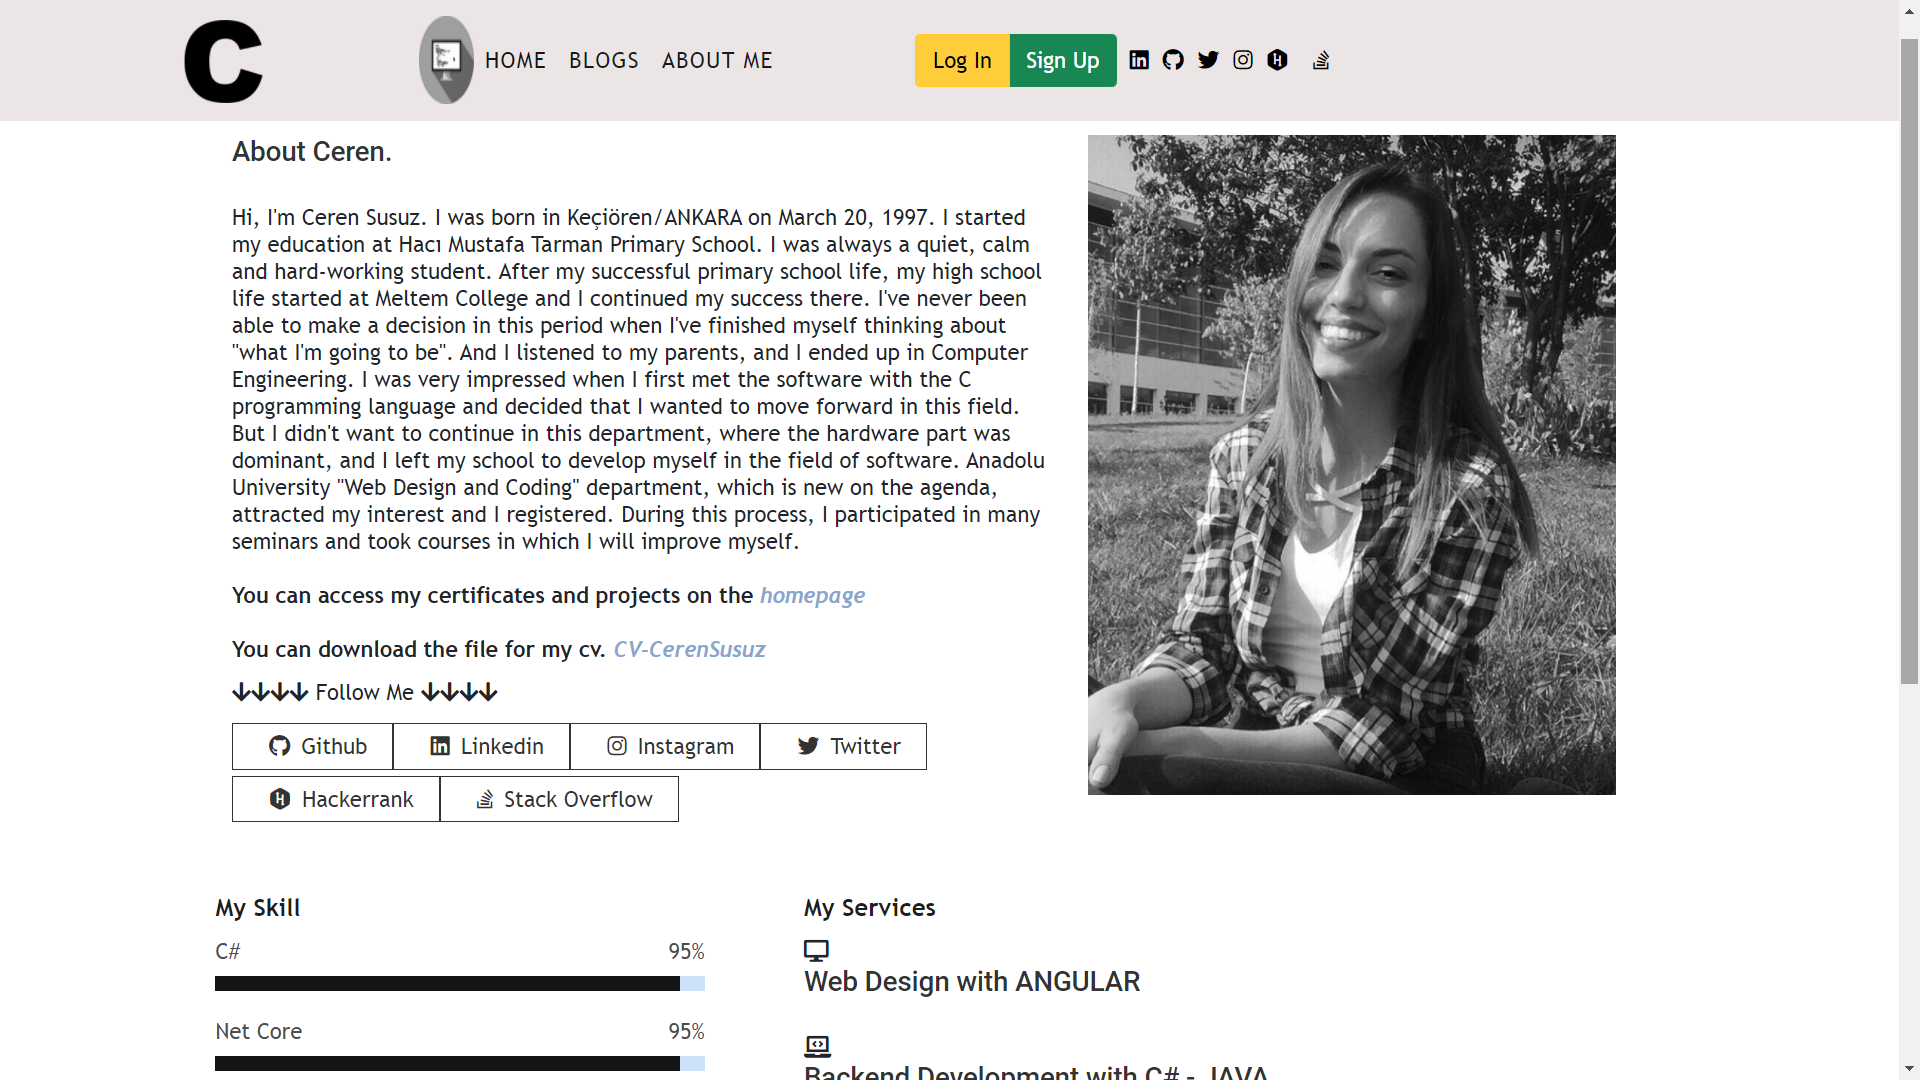 C
HOME BLOGS ABOUT ME Log In Sign Up
About Ceren.
Hi, I'm Ceren Susuz. I was born in Keçiören/ANKARA on March 20, 1997. I started
my education at Hacı Mustafa Tarman Primary School. I was always a quiet, calm
and hard-working student. After my successful primary school life, my high school
life started at Meltem College and I continued my success there. I've never been
able to make a decision in this period when I've finished myself thinking about
"what I'm going to be". And I listened to my parents, and I ended up in Computer
Engineering. I was very impressed when I first met the software with the C
programming language and decided that I wanted to move forward in this field.
But I didn't want to continue in this department, where the hardware part was
dominant, and I left my school to develop myself in the field of software. Anadolu
University "Web Design and Coding" department, which is new on the agenda,
attracted my interest and I registered. During this process, I participated in many
seminars and took courses in which I will improve myself.
You can access my certificates and projects on the homepage
You can download the file for my cv. CV-CerenSusuz
Follow Me
Github Linkedin Instagram Twitter
Hackerrank Stack Overflow
My Skill
C# 95%
Net Core 95%
My Services
Web Design with ANGULAR
Backend Development with C# - JAVA